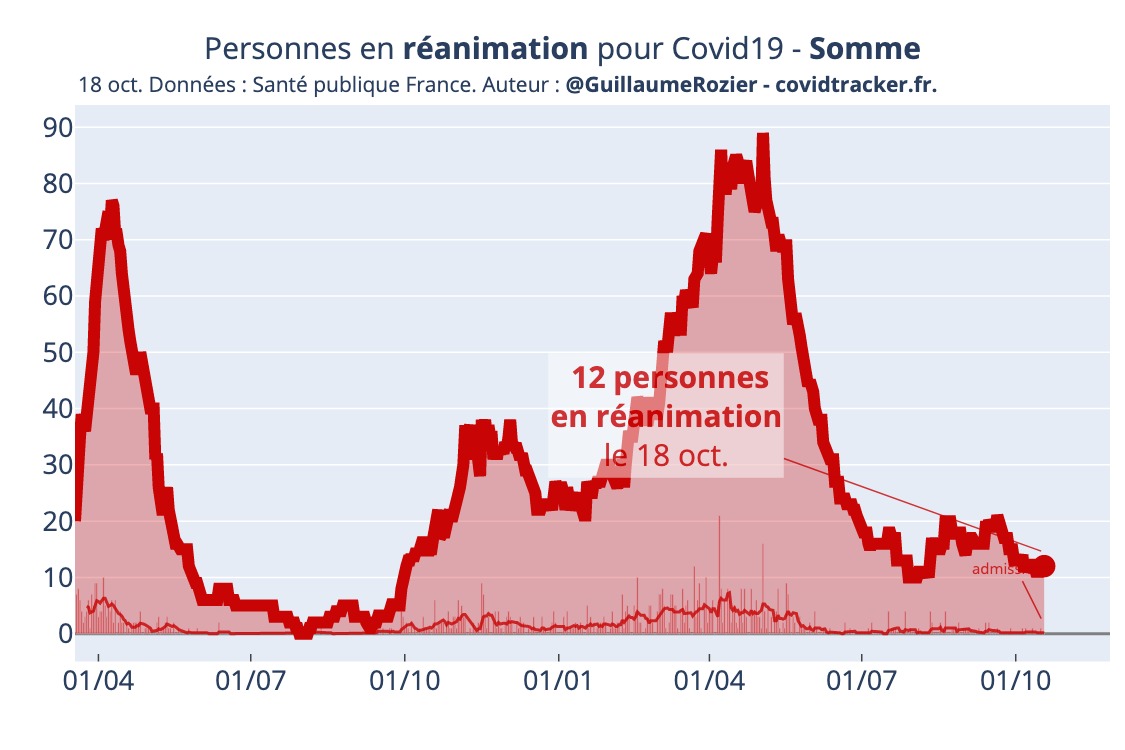 Personnes en réanimation pour Covid19 - Somme
18 oct. Données : Santé publique France. Auteur : @GuillaumeRozier - covidtracker.fr.
90
80
70
60
50
40
30
20
10
0
12 personnes
en réanimation
le 18 oct.
01/04 01/07 01/10 01/01 01/04 01/07 01/10